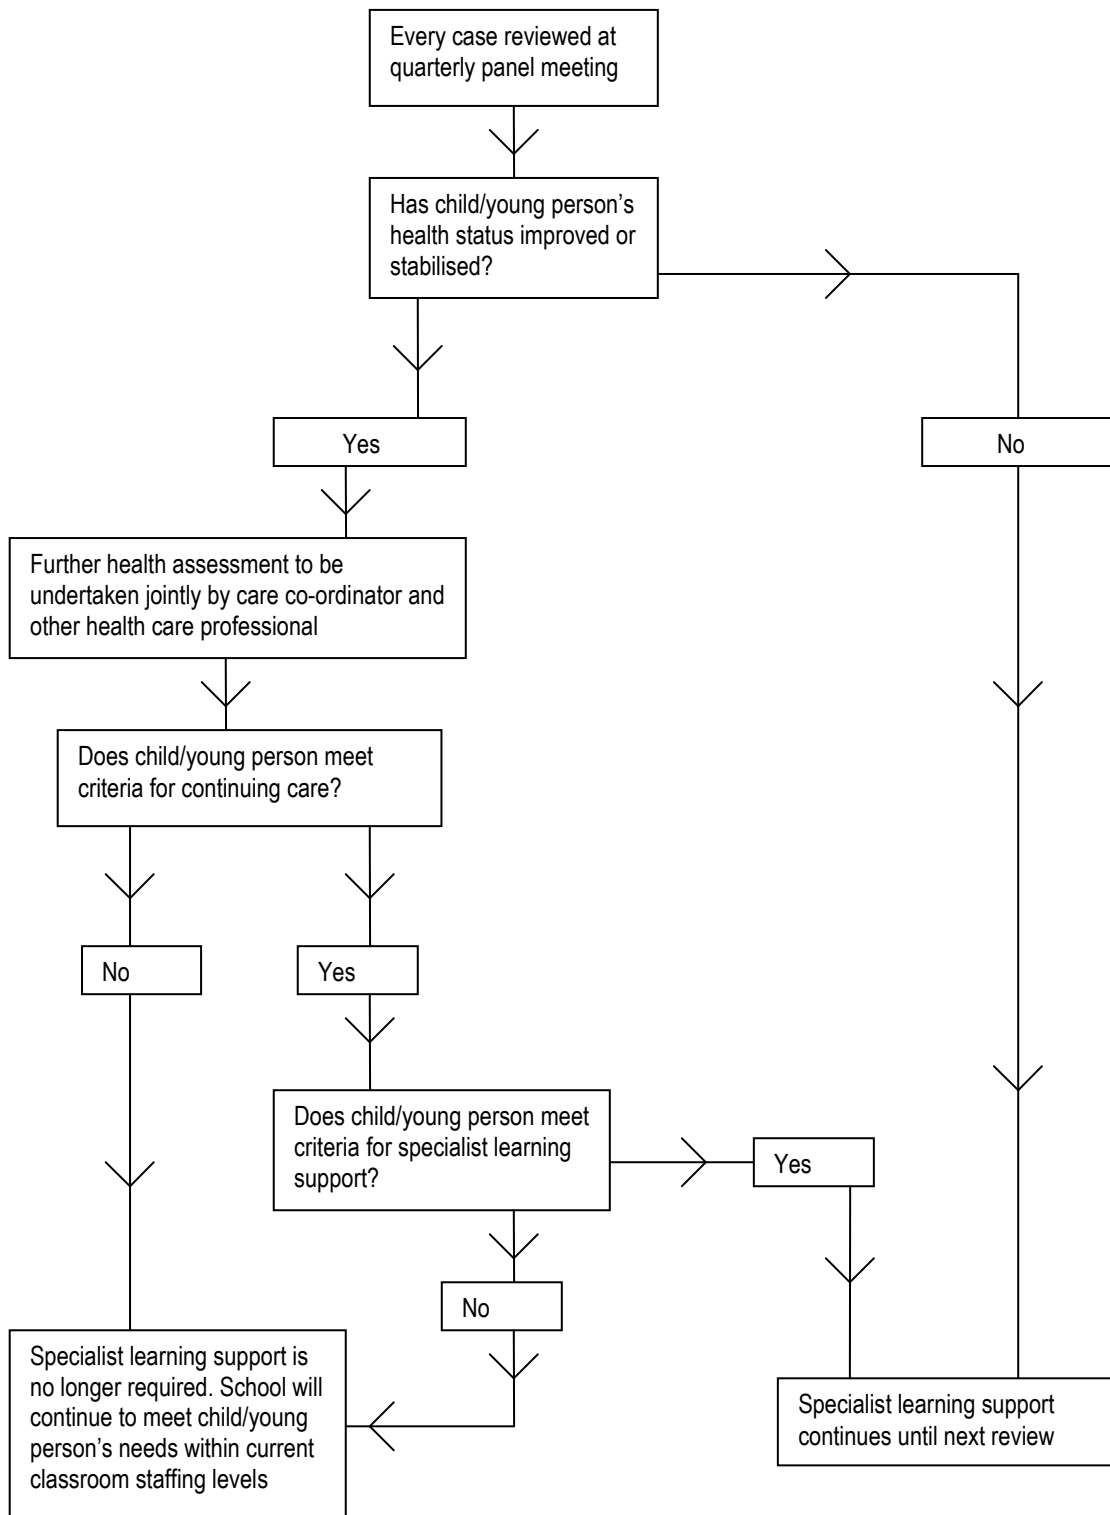 Every case reviewed at
quarterly panel meeting
Has child/young person’s
health status improved or
stabilised?
Yes
No
Further health assessment to be
undertaken jointly by care co-ordinator and
other health care professional
Does child/young person meet
criteria for continuing care?
No
Yes
Does child/young person meet
criteria for specialist learning
support?
Yes
No
Specialist learning support is
no longer required. School will
continue to meet child/young
person’s needs within current
classroom staffing levels
Specialist learning support
continues until next review